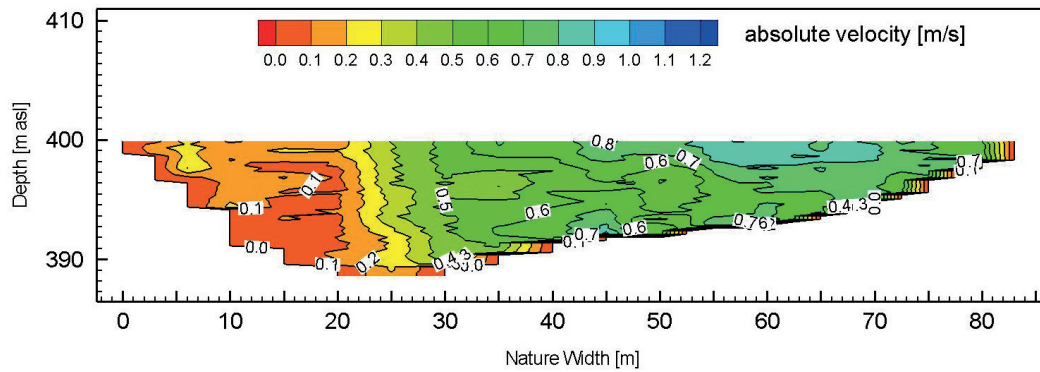 410
400
390
Depth [m asl]
absolute velocity [m/s]
0.0 0.1 0.2 0.3 0.4 0.5 0.6 0.7 0.8 0.9 1.0 1.1 1.2
0.8
0.6 0.7
0.7
0.1
0.5
0.1
0.6
0.0
0.7 0.6
0.1 0.2
0 10 20 30 40 50 60 70 80
Nature Width [m]